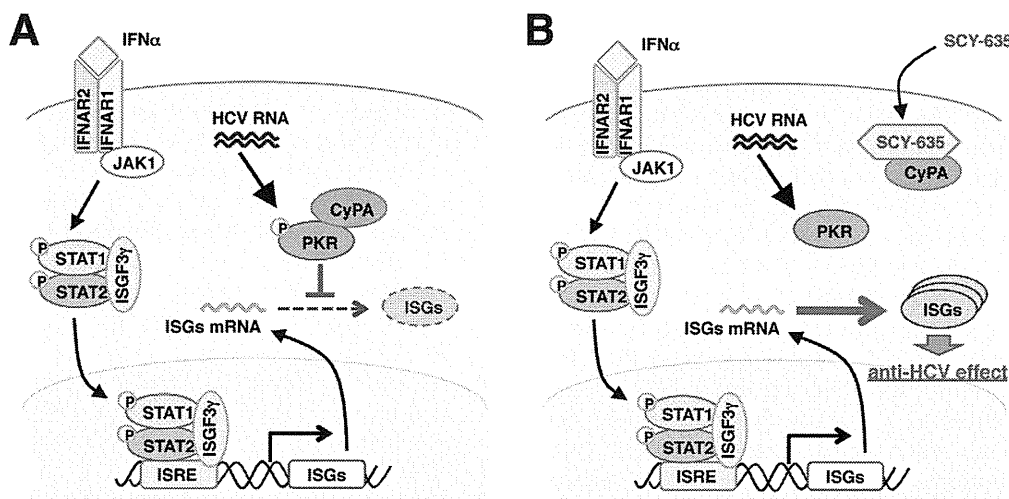 A
IFNα
IFNAR2
IFNAR1
JAK1
HCV RNA
CyPA
P
PKR
P
STAT1
P
STAT2
ISGF3γ
ISGs mRNA
ISGs
P
STAT1
P
STAT2
ISGF3γ
ISRE
ISGs
B
IFNα
SCY-635
IFNAR2
IFNAR1
JAK1
HCV RNA
SCY-635
CyPA
PKR
P
STAT1
P
STAT2
ISGF3γ
ISGs mRNA
ISGs
anti-HCV effect
P
STAT1
P
STAT2
ISGF3γ
ISRE
ISGs